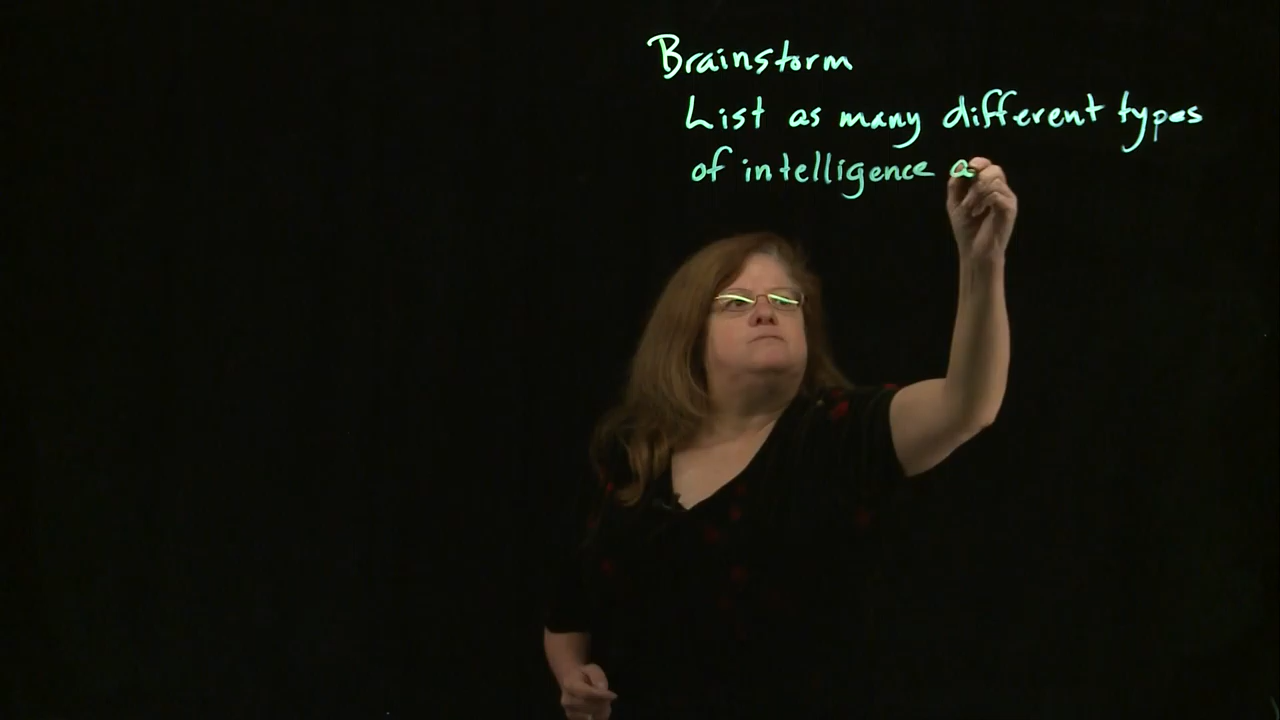 Brainstorm
List as many different types
of intelligence a